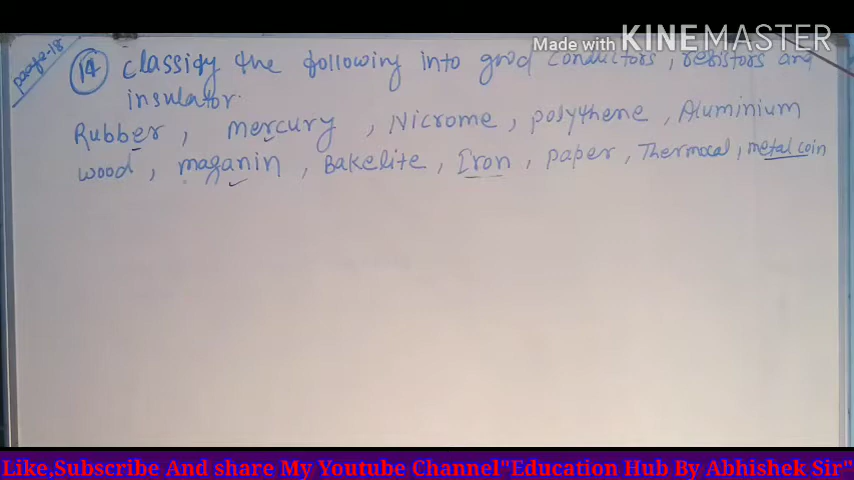 Made with KINEMASTER
page-18
14 classify the following into good conductors, resistors and
insulator.
Rubber, mercury, Nicrome, polythene, Aluminium
wood, maganin, Bakelite, Iron, paper, Thermocal, metal coin
Like,Subscribe And share My Youtube Channel"Education Hub By Abhishek Sir"